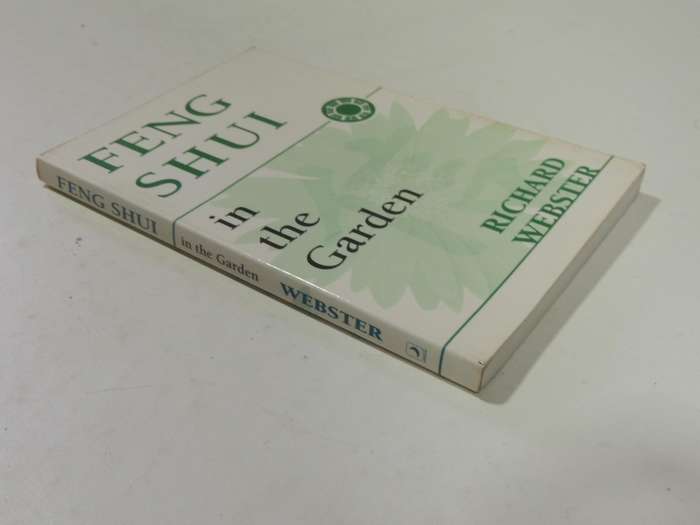 FENG
SHUI
in
the
Garden
RICHARD
WEBSTER
FENG SHUI
in the Garden
WEBSTER